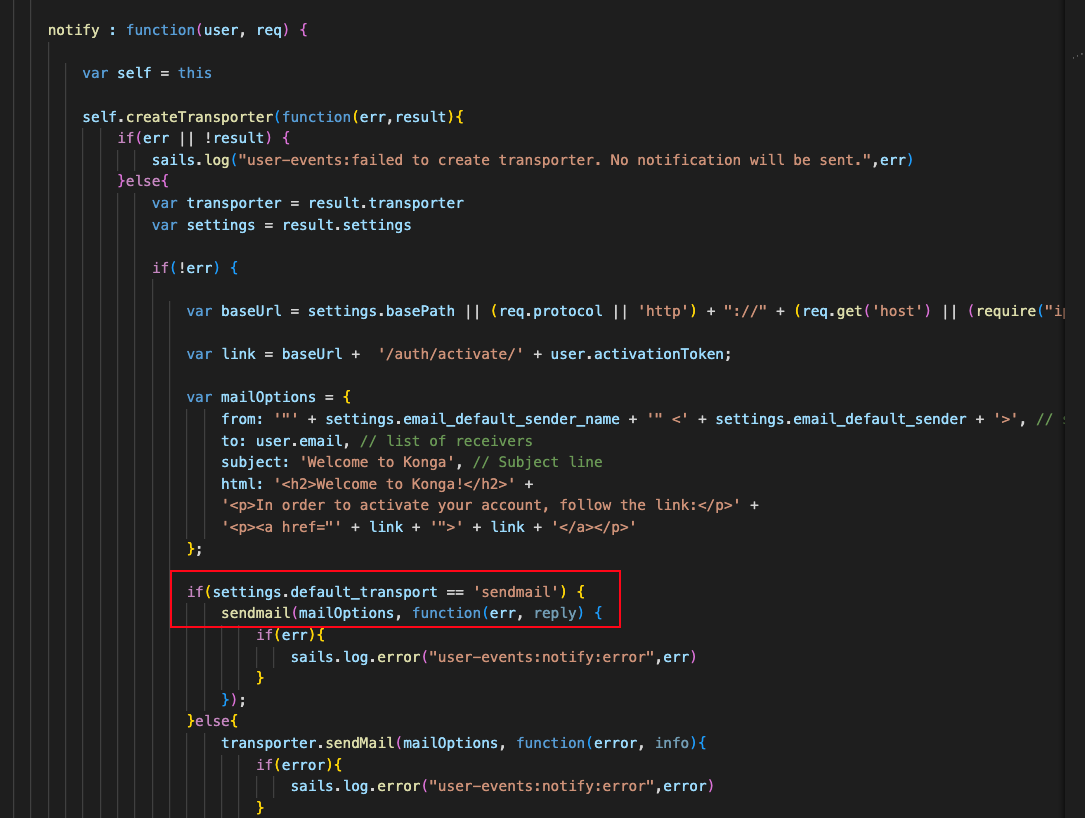 notify : function(user, req) {
var self = this
self.createTransporter(function(err,result){
if(err || !result) {
sails.log("user-events:failed to create transporter. No notification will be sent.",err)
}else{
var transporter = result.transporter
var settings = result.settings
if(!err) {
var baseUrl = settings.basePath || (req.protocol || 'http') + "://" + (req.get('host') || (require("ip
var link = baseUrl +  '/auth/activate/' + user.activationToken;
var mailOptions = {
from: '"' + settings.email_default_sender_name + '" <' + settings.email_default_sender + '>', // s
to: user.email, // list of receivers
subject: 'Welcome to Konga', // Subject line
html: '<h2>Welcome to Konga!</h2>' +
'<p>In order to activate your account, follow the link:</p>' +
'<p><a href="' + link + '">' + link + '</a></p>'
};
if(settings.default_transport == 'sendmail') {
sendmail(mailOptions, function(err, reply) {
if(err){
sails.log.error("user-events:notify:error",err)
}
});
}else{
transporter.sendMail(mailOptions, function(error, info){
if(error){
sails.log.error("user-events:notify:error",error)
}